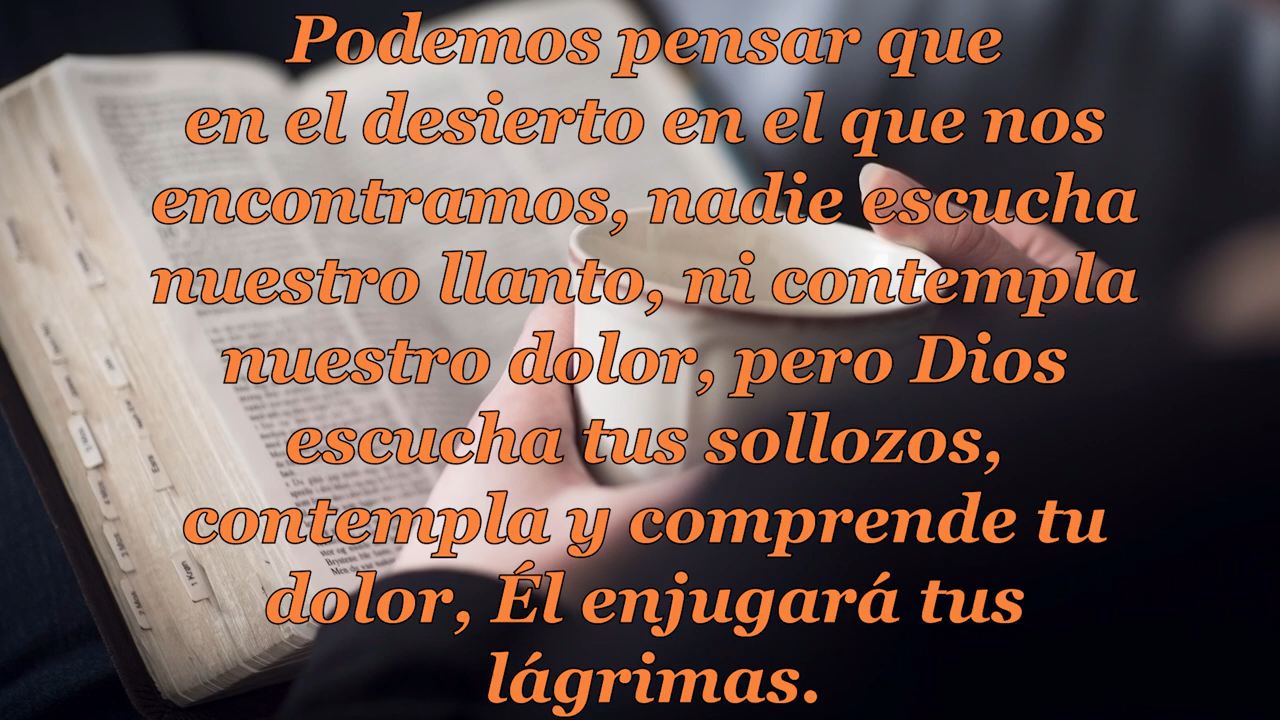 Podemos pensar que
en el desierto en el que nos
encontramos, nadie escucha
nuestro llanto, ni contempla
nuestro dolor, pero Dios
escucha tus sollozos,
contempla y comprende tu
dolor, Él enjugará tus
lágrimas.